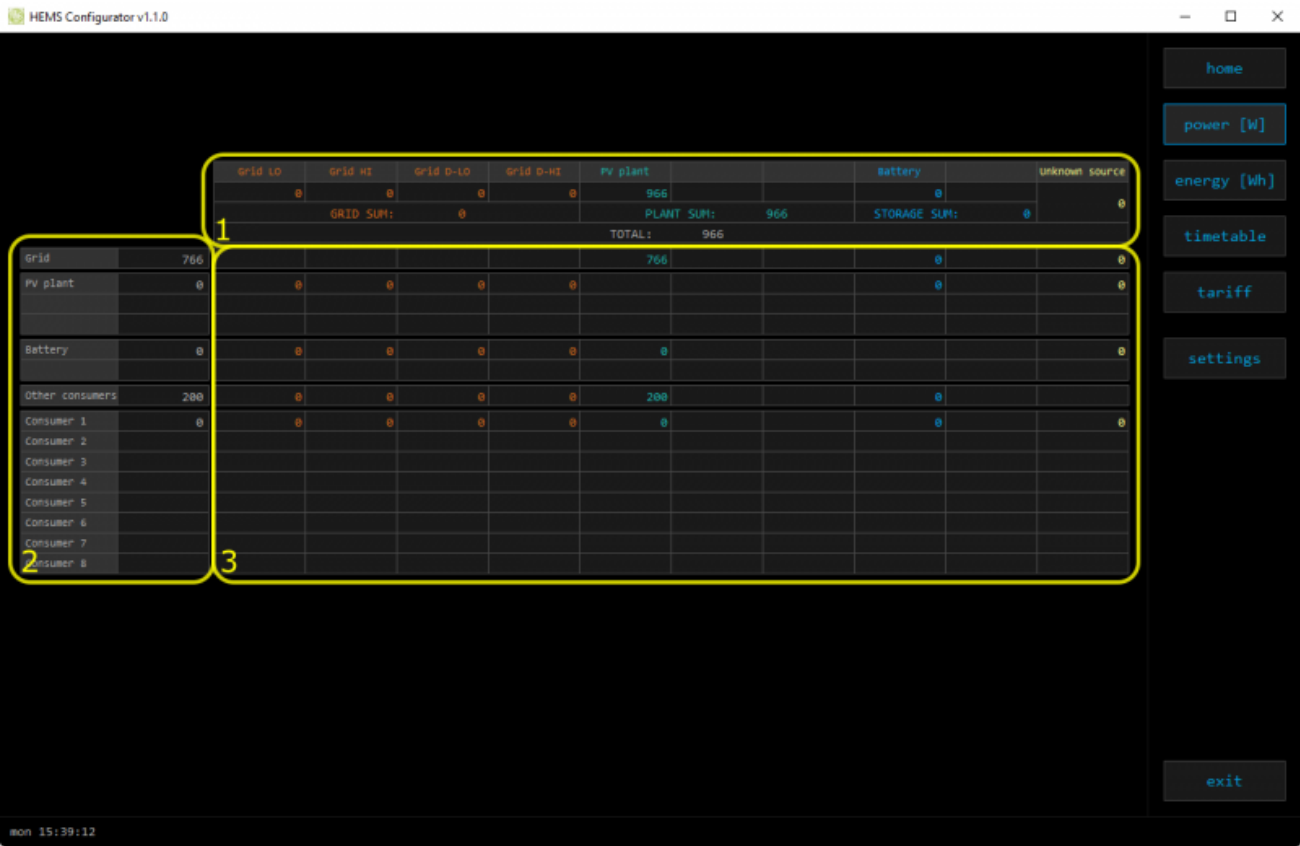 HEMS Configurator v1.1.0
home
power [W]
energy [Wh]
timetable
tariff
settings
exit
Grid LO Grid HI Grid D-LO Grid D-HI PV plant Battery Unknown source
0 0 0 0 966 0 0
GRID SUM: 0 PLANT SUM: 966 STORAGE SUM: 0
TOTAL: 966
1
Grid 766 766 0 0
PV plant 0 0 0 0 0 0 0
Battery 0 0 0 0 0 0 0
Other consumers 200 0 0 0 0 200 0 0
Consumer 1 0 0 0 0 0 0 0 0
Consumer 2
Consumer 3
Consumer 4
Consumer 5
Consumer 6
Consumer 7
Consumer 8
2
3
mon 15:39:12